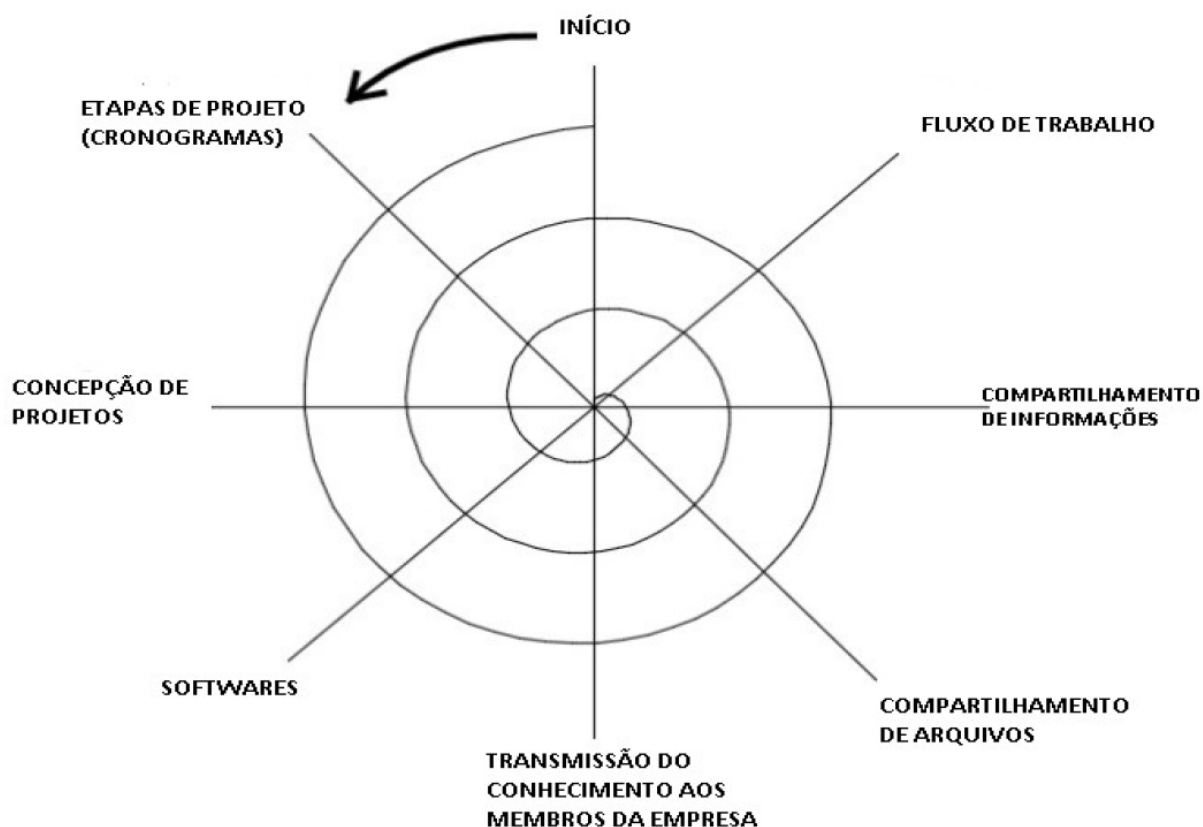 INÍCIO
ETAPAS DE PROJETO
(CRONOGRAMAS)
FLUXO DE TRABALHO
CONCEPÇÃO DE
PROJETOS
COMPARTILHAMENTO
DE INFORMAÇÕES
SOFTWARES
COMPARTILHAMENTO
DE ARQUIVOS
TRANSMISSÃO DO
CONHECIMENTO AOS
MEMBROS DA EMPRESA